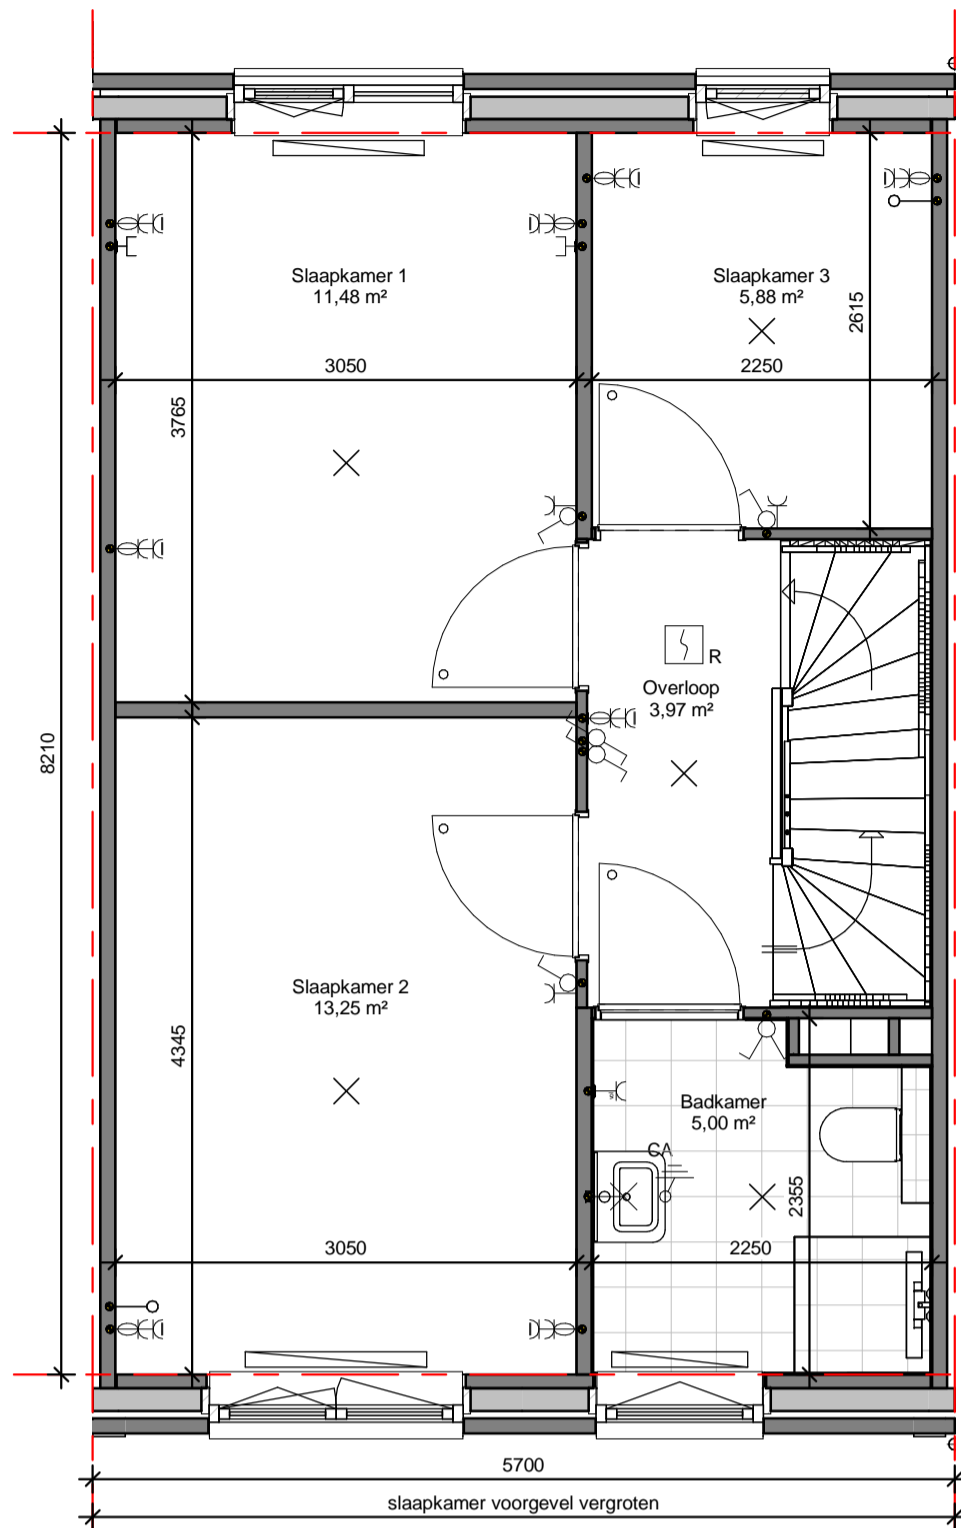 Slaapkamer 1
11,48 m²
Slaapkamer 3
5,88 m²
2615
3050
2250
3765
R
Overloop
3,97 m²
8210
Slaapkamer 2
13,25 m²
4345
Badkamer
5,00 m²
CA
2355
3050
2250
5700
slaapkamer voorgevel vergroten